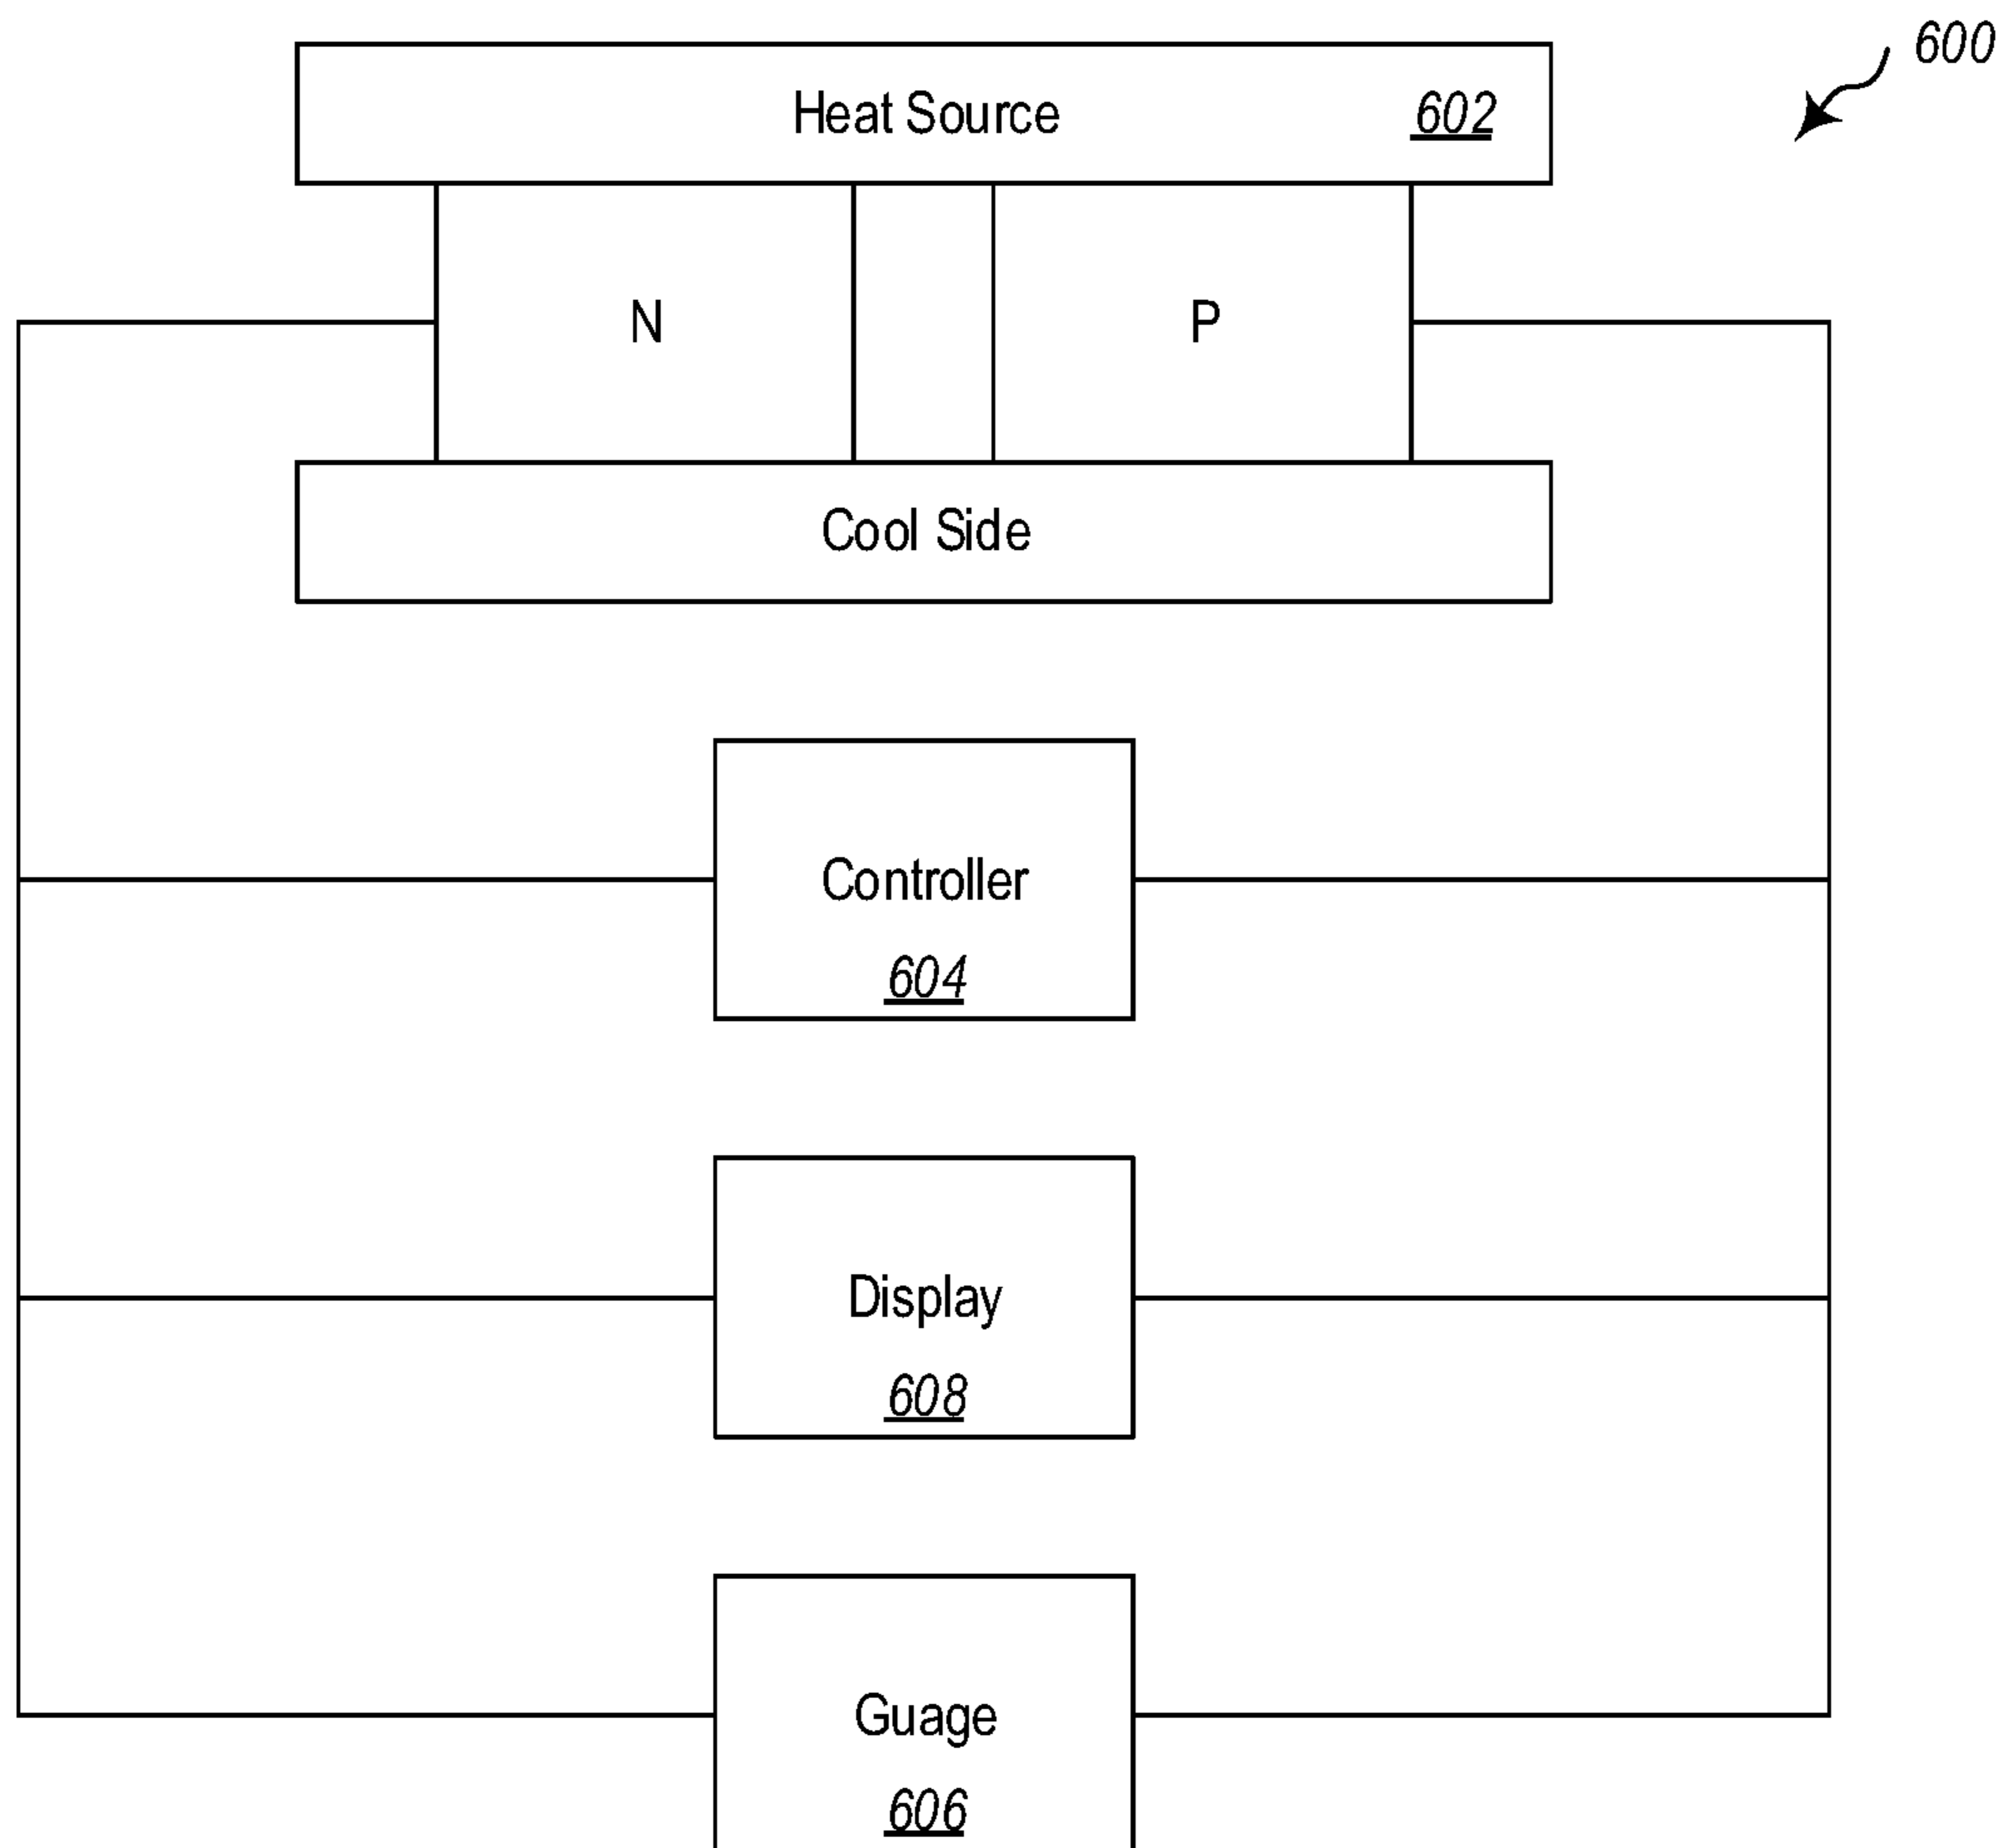 600
Heat Source 602
N P
Cool Side
Controller
604
Display
608
Guage
606